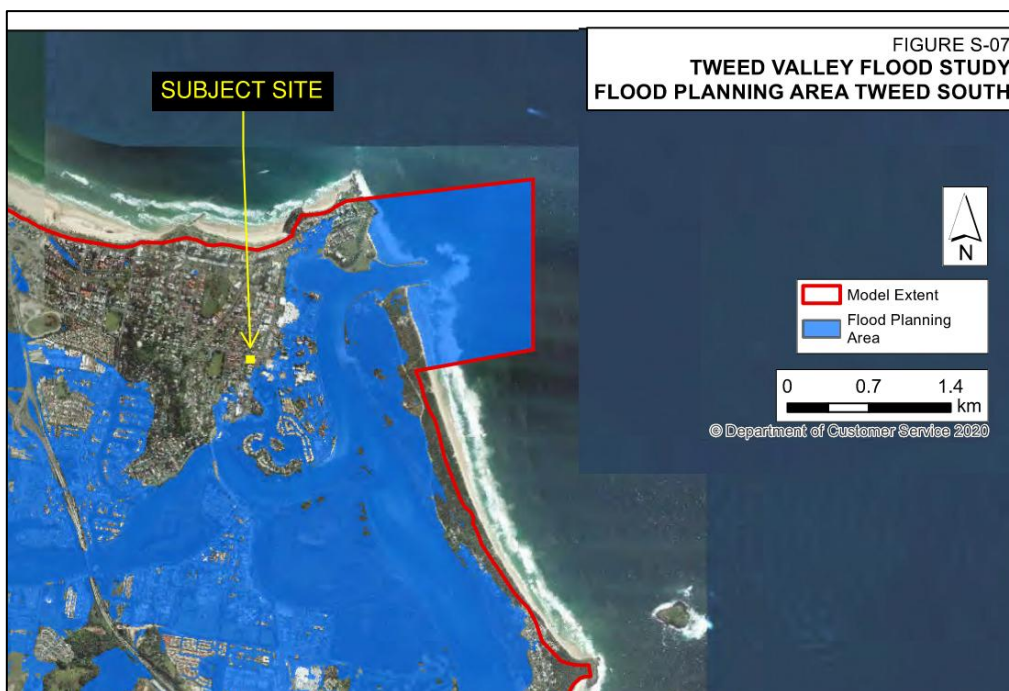 FIGURE S-07
TWEED VALLEY FLOOD STUDY
FLOOD PLANNING AREA TWEED SOUTH
SUBJECT SITE
N
Model Extent
Flood Planning
Area
0 0.7 1.4
km
© Department of Customer Service 2020